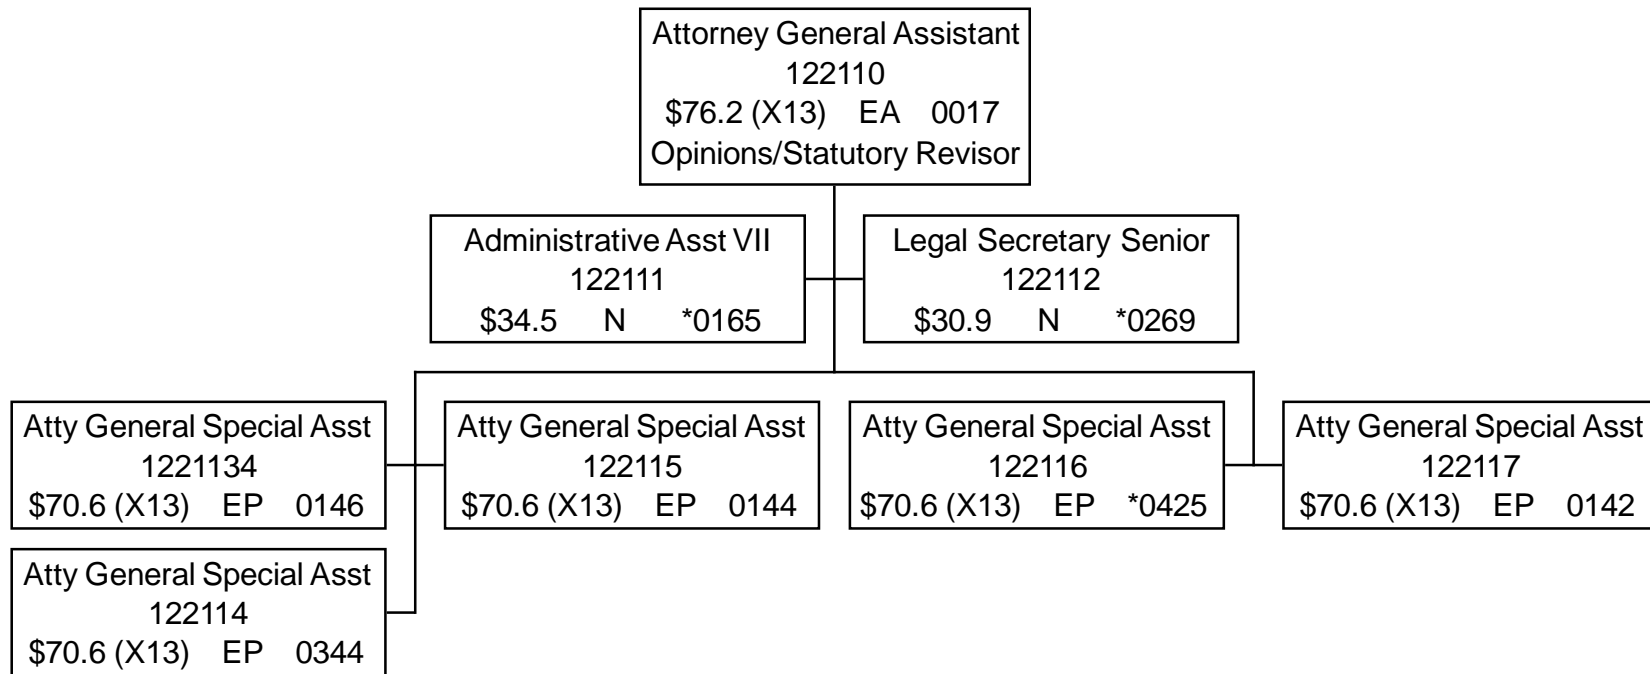 Attorney General Assistant
122110
$76.2 (X13) EA 0017
Opinions/Statutory Revisor
Administrative Asst VII
122111
$34.5 N *0165
Legal Secretary Senior
122112
$30.9 N *0269
Atty General Special Asst
1221134
$70.6 (X13) EP 0146
Atty General Special Asst
122115
$70.6 (X13) EP 0144
Atty General Special Asst
122116
$70.6 (X13) EP *0425
Atty General Special Asst
122117
$70.6 (X13) EP 0142
Atty General Special Asst
122114
$70.6 (X13) EP 0344